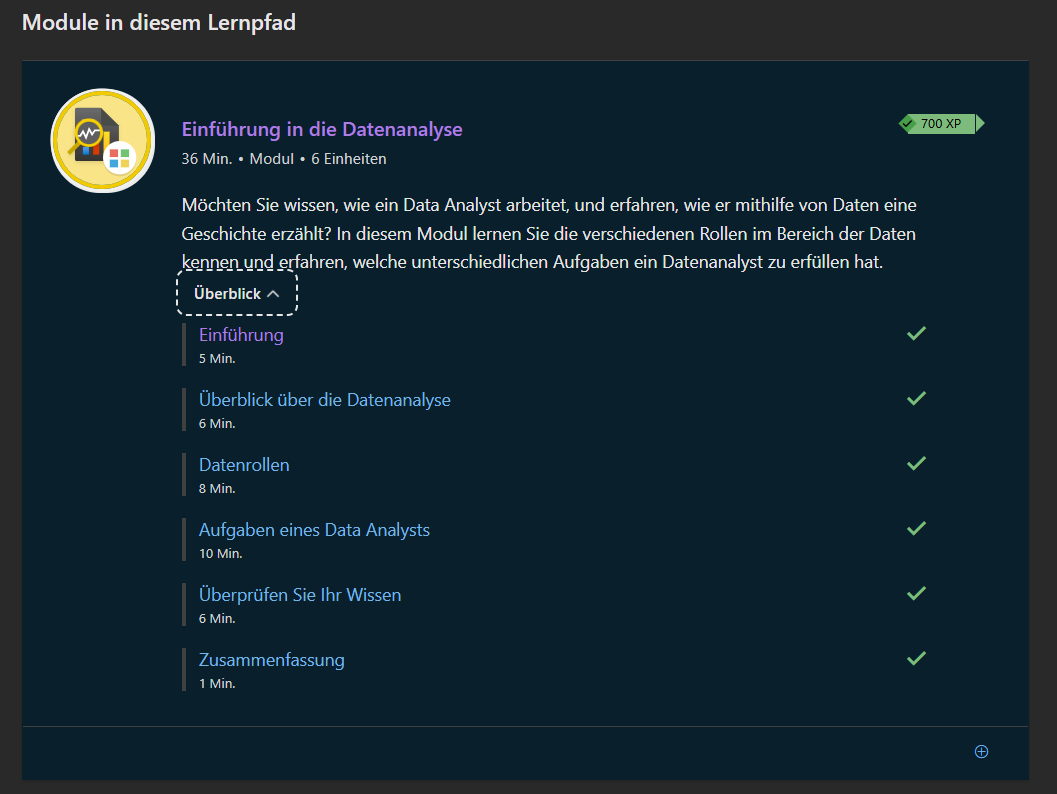 Module in diesem Lernpfad
Einführung in die Datenanalyse
700 XP
36 Min. • Modul • 6 Einheiten
Möchten Sie wissen, wie ein Data Analyst arbeitet, und erfahren, wie er mithilfe von Daten eine
Geschichte erzählt? In diesem Modul lernen Sie die verschiedenen Rollen im Bereich der Daten
kennen und erfahren, welche unterschiedlichen Aufgaben ein Datenanalyst zu erfüllen hat.
Überblick
Einführung
5 Min.
Überblick über die Datenanalyse
6 Min.
Datenrollen
8 Min.
Aufgaben eines Data Analysts
10 Min.
Überprüfen Sie Ihr Wissen
6 Min.
Zusammenfassung
1 Min.